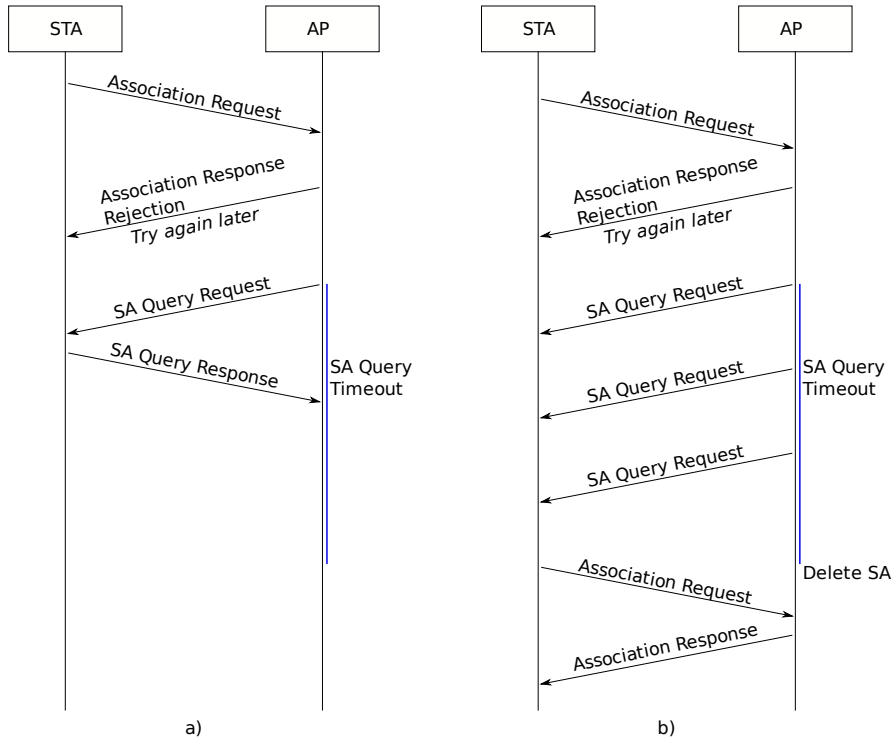 STA
AP
Association Request
Association Response
Rejection
Try again later
SA Query Request
SA Query Response
SA Query
Timeout
a)
STA
AP
Association Request
Association Response
Rejection
Try again later
SA Query Request
SA Query Request
SA Query
Timeout
SA Query Request
Delete SA
Association Request
Association Response
b)